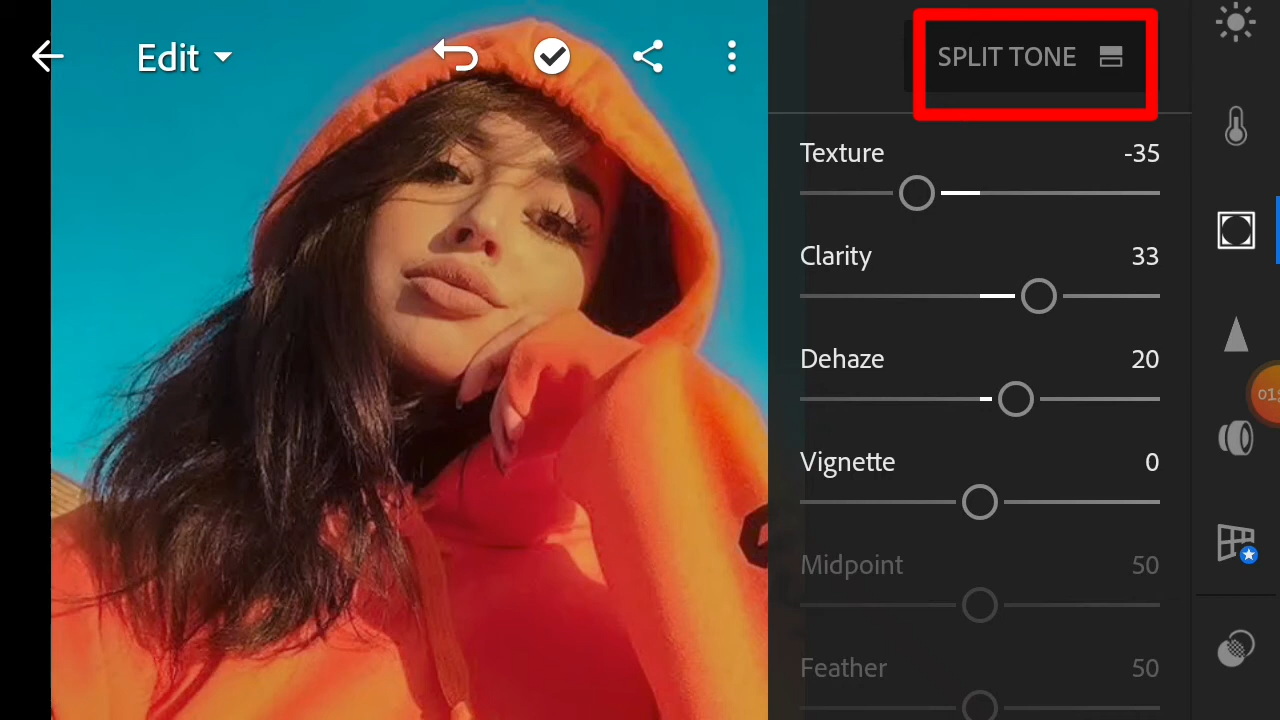 Edit
SPLIT TONE
Texture -35
Clarity 33
Dehaze 20
Vignette 0
Midpoint 50
Feather 50